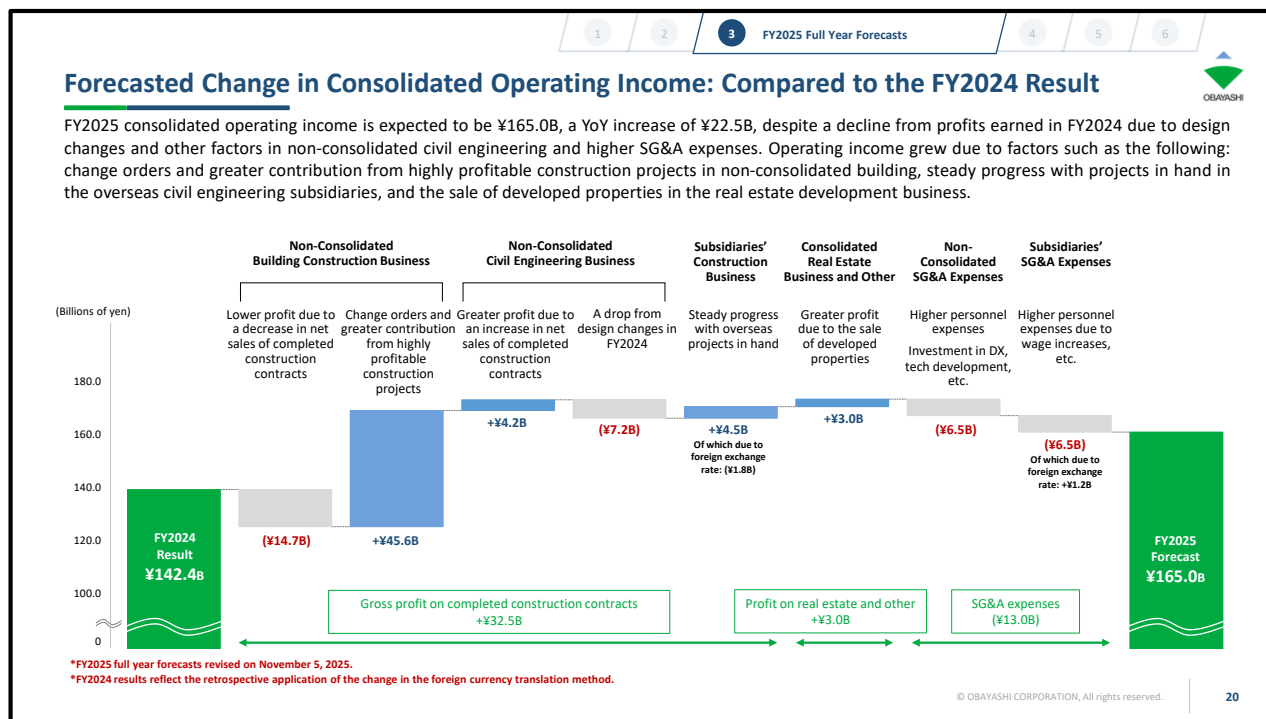 1
2
3
FY2025 Full Year Forecasts
4
5
6
OBAYASHI
Forecasted Change in Consolidated Operating Income: Compared to the FY2024 Result
FY2025 consolidated operating income is expected to be ¥165.0B, a YoY increase of ¥22.5B, despite a decline from profits earned in FY2024 due to design
changes and other factors in non-consolidated civil engineering and higher SG&A expenses. Operating income grew due to factors such as the following:
change orders and greater contribution from highly profitable construction projects in non-consolidated building, steady progress with projects in hand in
the overseas civil engineering subsidiaries, and the sale of developed properties in the real estate development business.
Non-Consolidated
Building Construction Business
Non-Consolidated
Civil Engineering Business
Subsidiaries'
Construction
Business
Consolidated
Real Estate
Business and Other
Non-
Consolidated
SG&A Expenses
Subsidiaries'
SG&A Expenses
(Billions of yen)
Lower profit due to
a decrease in net
sales of completed
construction
contracts
Change orders and
greater contribution
from highly
profitable
construction
projects
Greater profit due to
an increase in net
sales of completed
construction
contracts
A drop from
design changes in
FY2024
Steady progress
with overseas
projects in hand
Greater profit
due to the sale
of developed
properties
Higher personnel
expenses
Investment in DX,
tech development,
etc.
Higher personnel
expenses due to
wage increases,
etc.
180.0
160.0
140.0
120.0
100.0
0
FY2024
Result
¥142.4B
(¥14.7B)
+¥45.6B
+¥4.2B
(¥7.2B)
+¥4.5B
Of which due to
foreign exchange
rate: (¥1.8B)
+¥3.0B
(¥6.5B)
(¥6.5B)
Of which due to
foreign exchange
rate: +¥1.2B
FY2025
Forecast
¥165.0B
Gross profit on completed construction contracts
+¥32.5B
Profit on real estate and other
+¥3.0B
SG&A expenses
(¥13.0B)
*FY2025 full year forecasts revised on November 5, 2025.
*FY2024 results reflect the retrospective application of the change in the foreign currency translation method.
© OBAYASHI CORPORATION, All rights reserved.
20